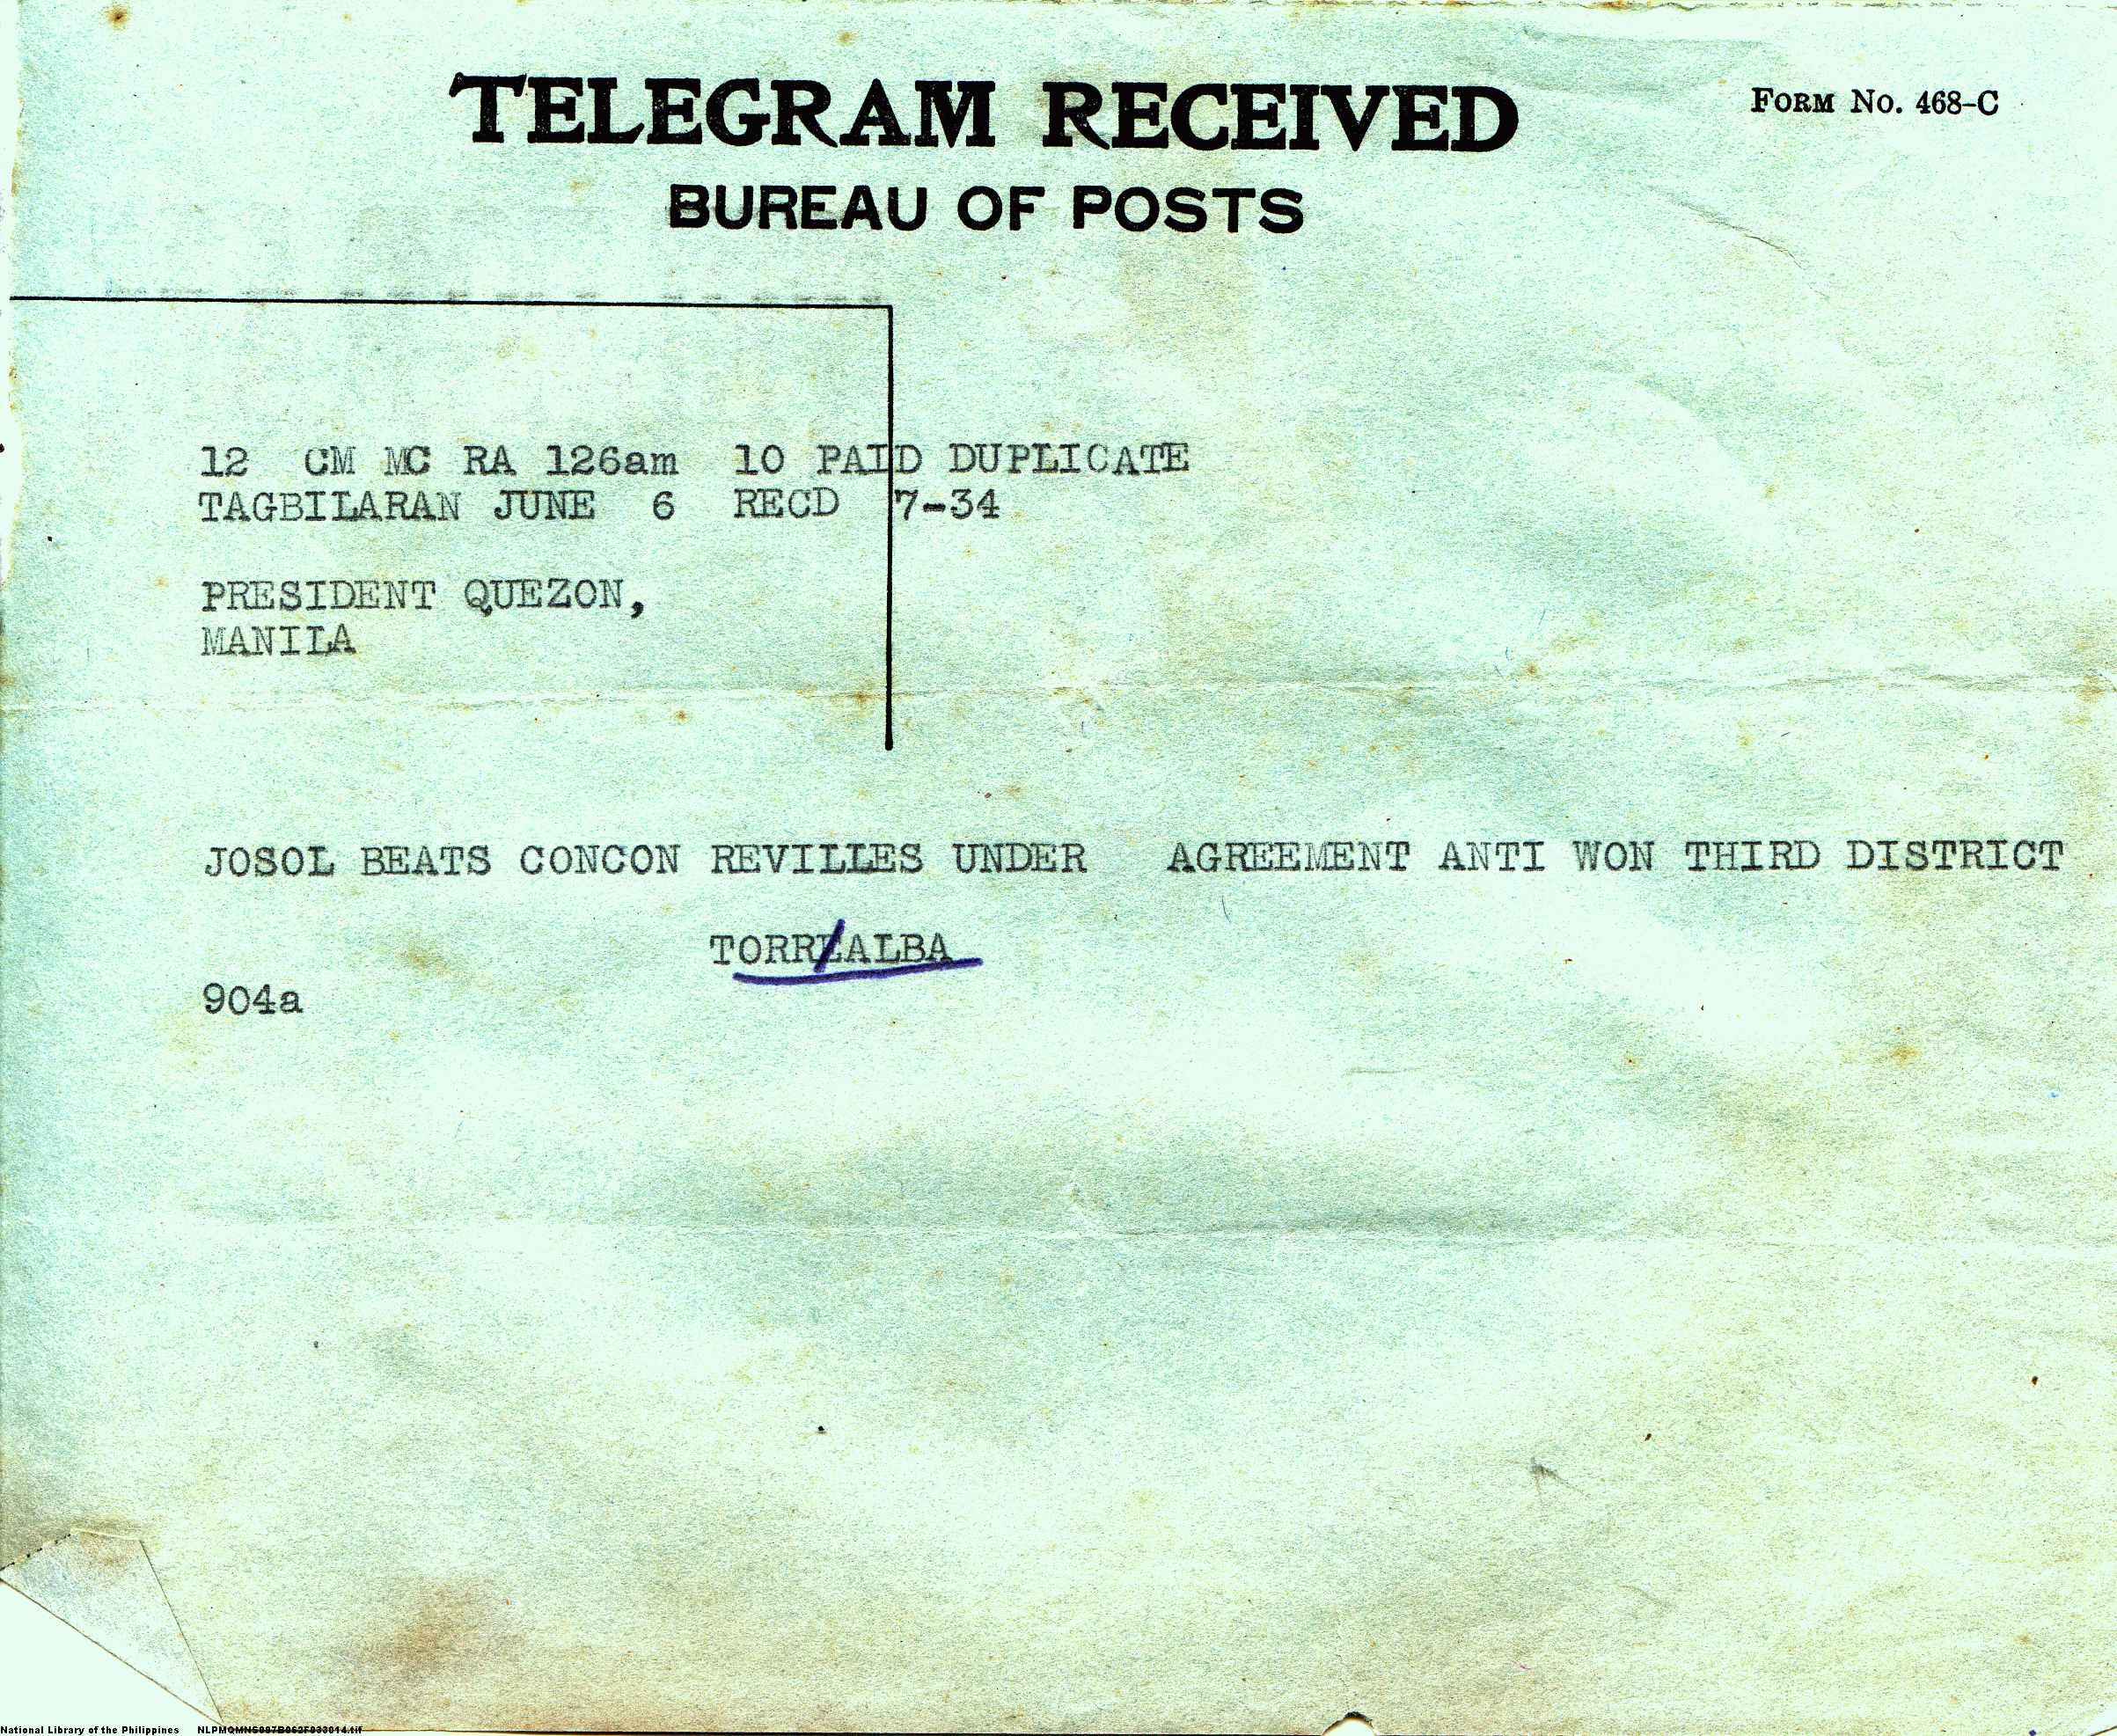 TELEGRAM RECEIVED
FORM NO. 468-C
BUREAU OF POSTS
12 CM MC RA 126am 10 PAID DUPLICATE
TAGBILARAN JUNE 6 RECD 7-34
PRESIDENT QUEZON,
MANILA
JOSOL BEATS CONCON REVILLES UNDER AGREEMENT ANTI WON THIRD DISTRICT
TORREALBA
904a
National Library of the Philippines